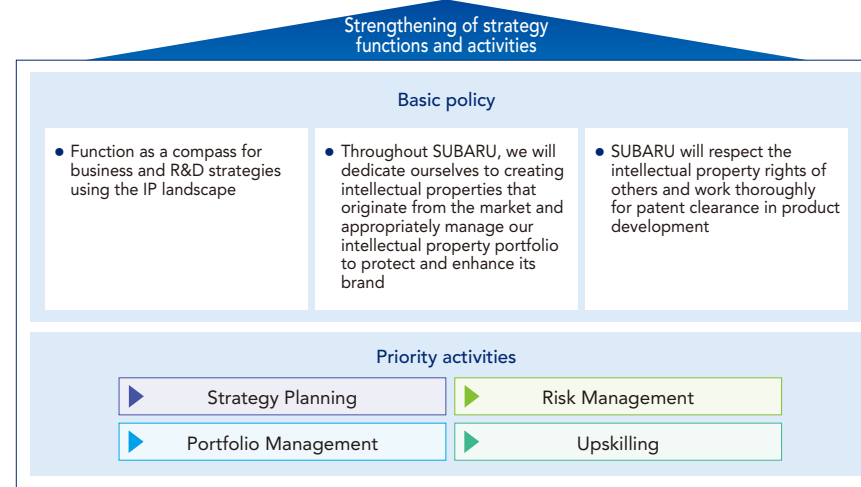 Strengthening of strategy
functions and activities
Basic policy
● Function as a compass for
business and R&D strategies
using the IP landscape
● Throughout SUBARU, we will
dedicate ourselves to creating
intellectual properties that
originate from the market and
appropriately manage our
intellectual property portfolio
to protect and enhance its
brand
● SUBARU will respect the
intellectual property rights of
others and work thoroughly
for patent clearance in product
development
Priority activities
Strategy Planning
Risk Management
Portfolio Management
Upskilling